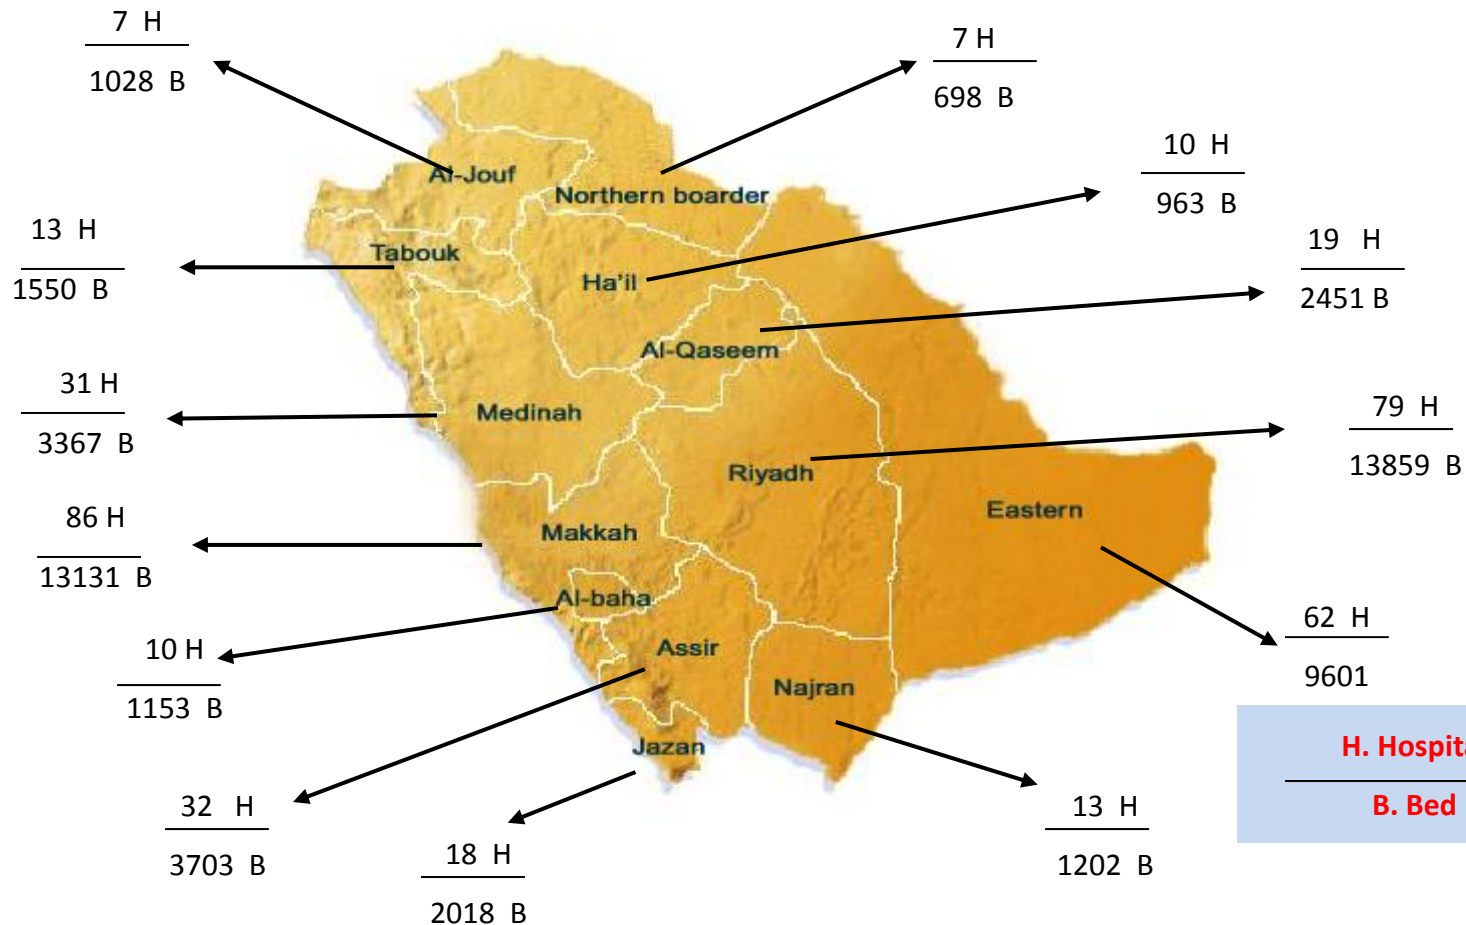 7 H
1028 B
7 H
698 B
10 H
963 B
13 H
1550 B
19 H
2451 B
31 H
3367 B
79 H
13859 B
86 H
13131 B
10 H
1153 B
62 H
9601
32 H
3703 B
18 H
2018 B
13 H
1202 B
Al-Jouf
Northern boarder
Tabouk
Ha'il
Al-Qaseem
Medinah
Riyadh
Eastern
Makkah
Al-baha
Assir
Najran
Jazan
H. Hospita
B. Bed